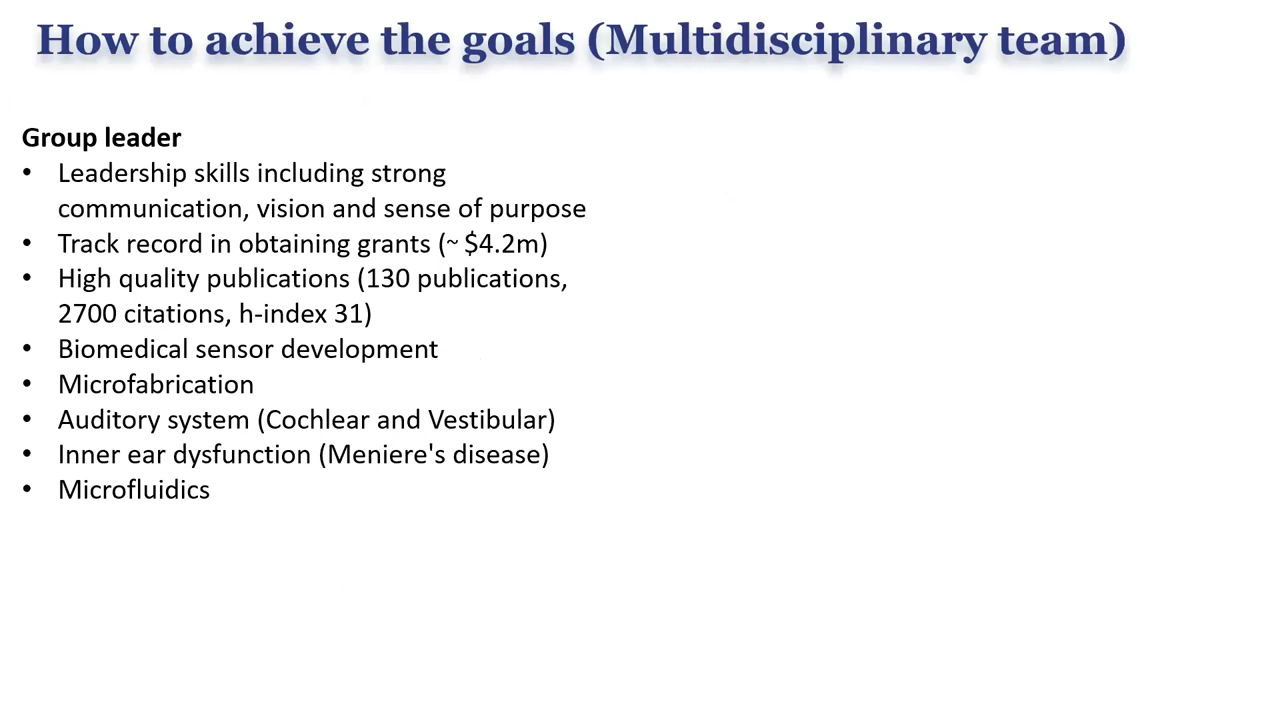 How to achieve the goals (Multidisciplinary team)
Group leader
• Leadership skills including strong
communication, vision and sense of purpose
• Track record in obtaining grants (~ $4.2m)
• High quality publications (130 publications,
2700 citations, h-index 31)
• Biomedical sensor development
• Microfabrication
• Auditory system (Cochlear and Vestibular)
• Inner ear dysfunction (Meniere's disease)
• Microfluidics